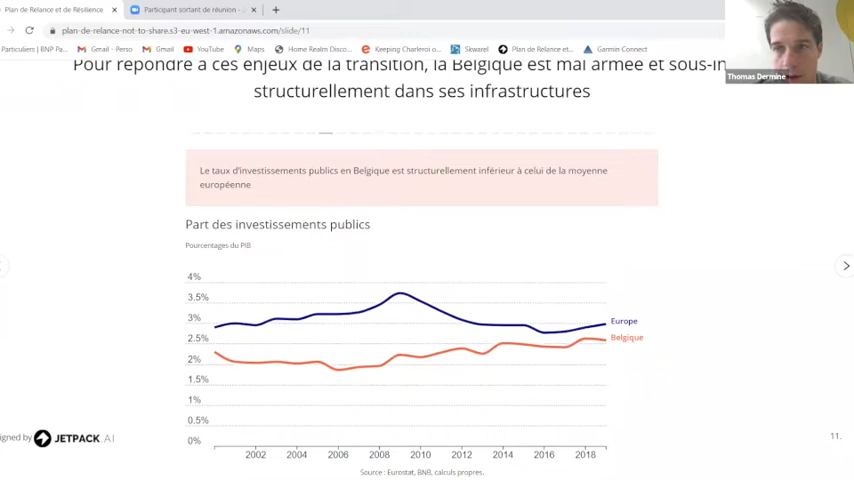 Plan de Relance et de Résilience
Participant sortant de réunion - Z
plan-de-relance-not-to-share.s3-eu-west-1.amazonaws.com/slide/11
Particuliers | BNP Pa...
Gmail - Perso
Gmail
YouTube
Maps
Home Realm Disco...
Keeping Charleroi o...
Skwarel
Plan de Relance et...
Garmin Connect
Thomas Dermine
Pour répondre à ces enjeux de la transition, la Belgique est mal armée et sous-in
structurellement dans ses infrastructures
Le taux d'investissements publics en Belgique est structurellement inférieur à celui de la moyenne
européenne
Part des investissements publics
Pourcentages du PIB
4%
3.5%
3%
2.5%
2%
1.5%
1%
0.5%
0%
Europe
Belgique
2002 2004 2006 2008 2010 2012 2014 2016 2018
Source : Eurostat, BNB, calculs propres.
igned by JETPACK.AI
11.